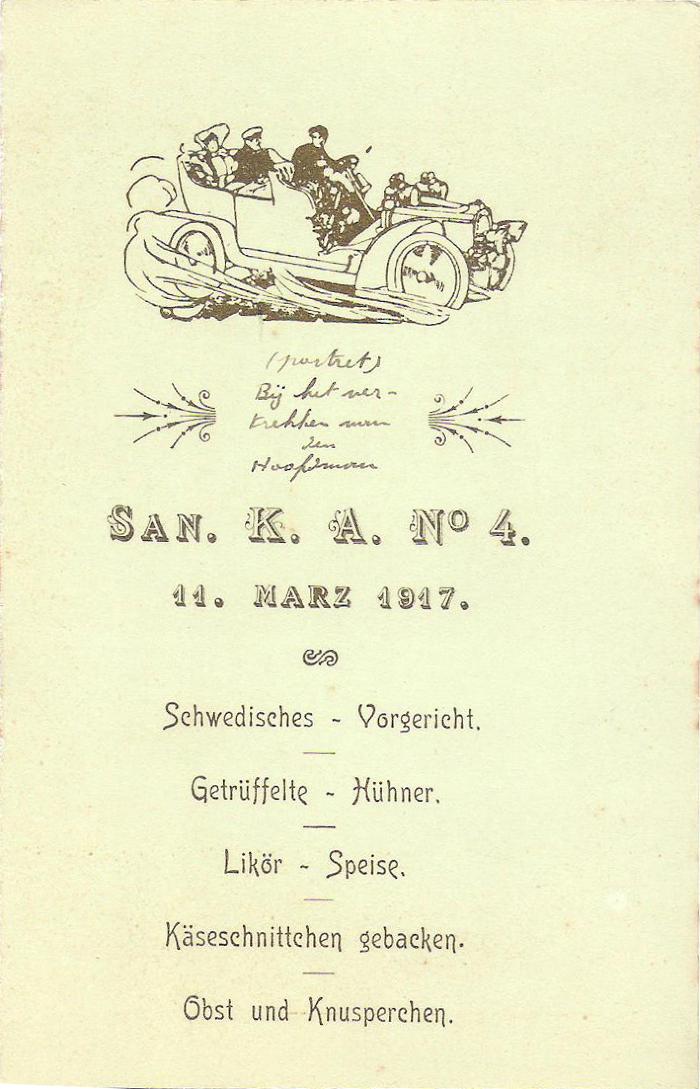 (portret)
Bij het ver-
trekken van
den
Hoofdman
SAN. K. A. Nº 4.
11. MARZ 1917.
Schwedisches - Vorgericht.
Getrüffelte - Hühner.
Likör - Speise.
Käseschnittchen gebacken.
Obst und Knusperchen.